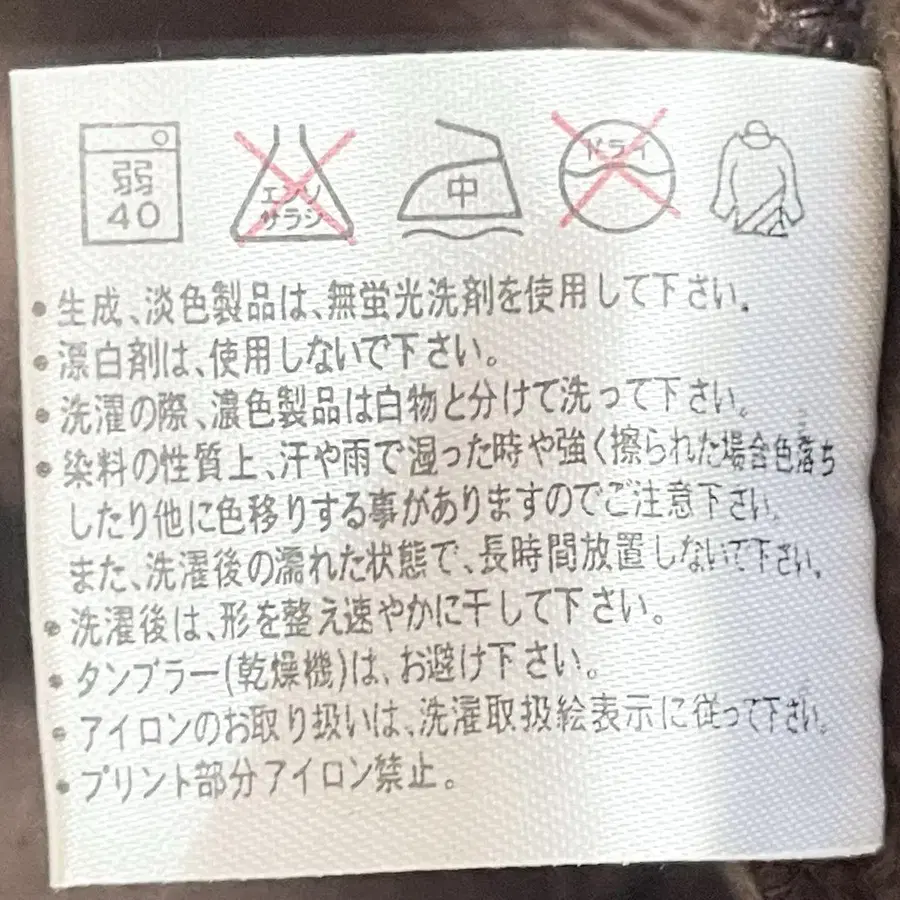 弱
40
エンソ
サラシ
中
ドライ
・生成、淡色製品は、無蛍光洗剤を使用して下さい。
・漂白剤は、使用しないで下さい。
・洗濯の際、濃色製品は白物と分けて洗って下さい。
・染料の性質上、汗や雨で湿った時や強く擦られた場合色落ち
したり他に色移りする事がありますのでご注意下さい。
また、洗濯後の濡れた状態で、長時間放置しないで下さい。
・洗濯後は、形を整え速やかに干して下さい。
・タンブラー(乾燥機)は、お避け下さい。
・アイロンのお取り扱いは、洗濯取扱絵表示に従って下さい。
・プリント部分アイロン禁止。